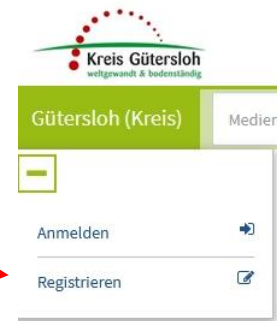 Kreis Gütersloh
weltgewandt & bodenständig
Gütersloh (Kreis)
Medien
Anmelden
Registrieren